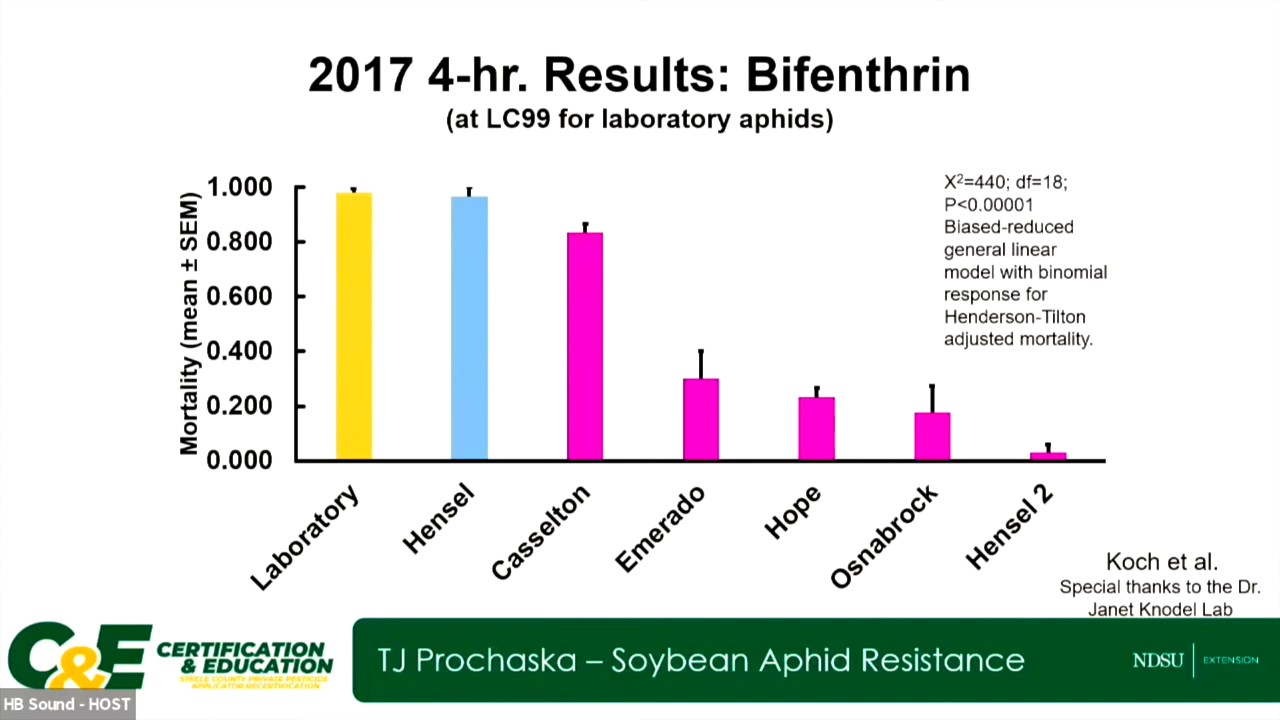 2017 4-hr. Results: Bifenthrin
(at LC99 for laboratory aphids)
X²=440; df=18;
P<0.00001
Biased-reduced
general linear
model with binomial
response for
Henderson-Tilton
adjusted mortality.
Mortality (mean ± SEM)
1.000
0.800
0.600
0.400
0.200
0.000
Laboratory
Hensel
Casselton
Emerado
Hope
Osnabrock
Hensel 2
Koch et al.
Special thanks to the Dr.
Janet Knodel Lab
C&E
CERTIFICATION
& EDUCATION
STEELE COUNTY PRIVATE PESTICIDE
APPLICATOR RECERTIFICATION
TJ Prochaska – Soybean Aphid Resistance
NDSU
EXTENSION
HB Sound - HOST